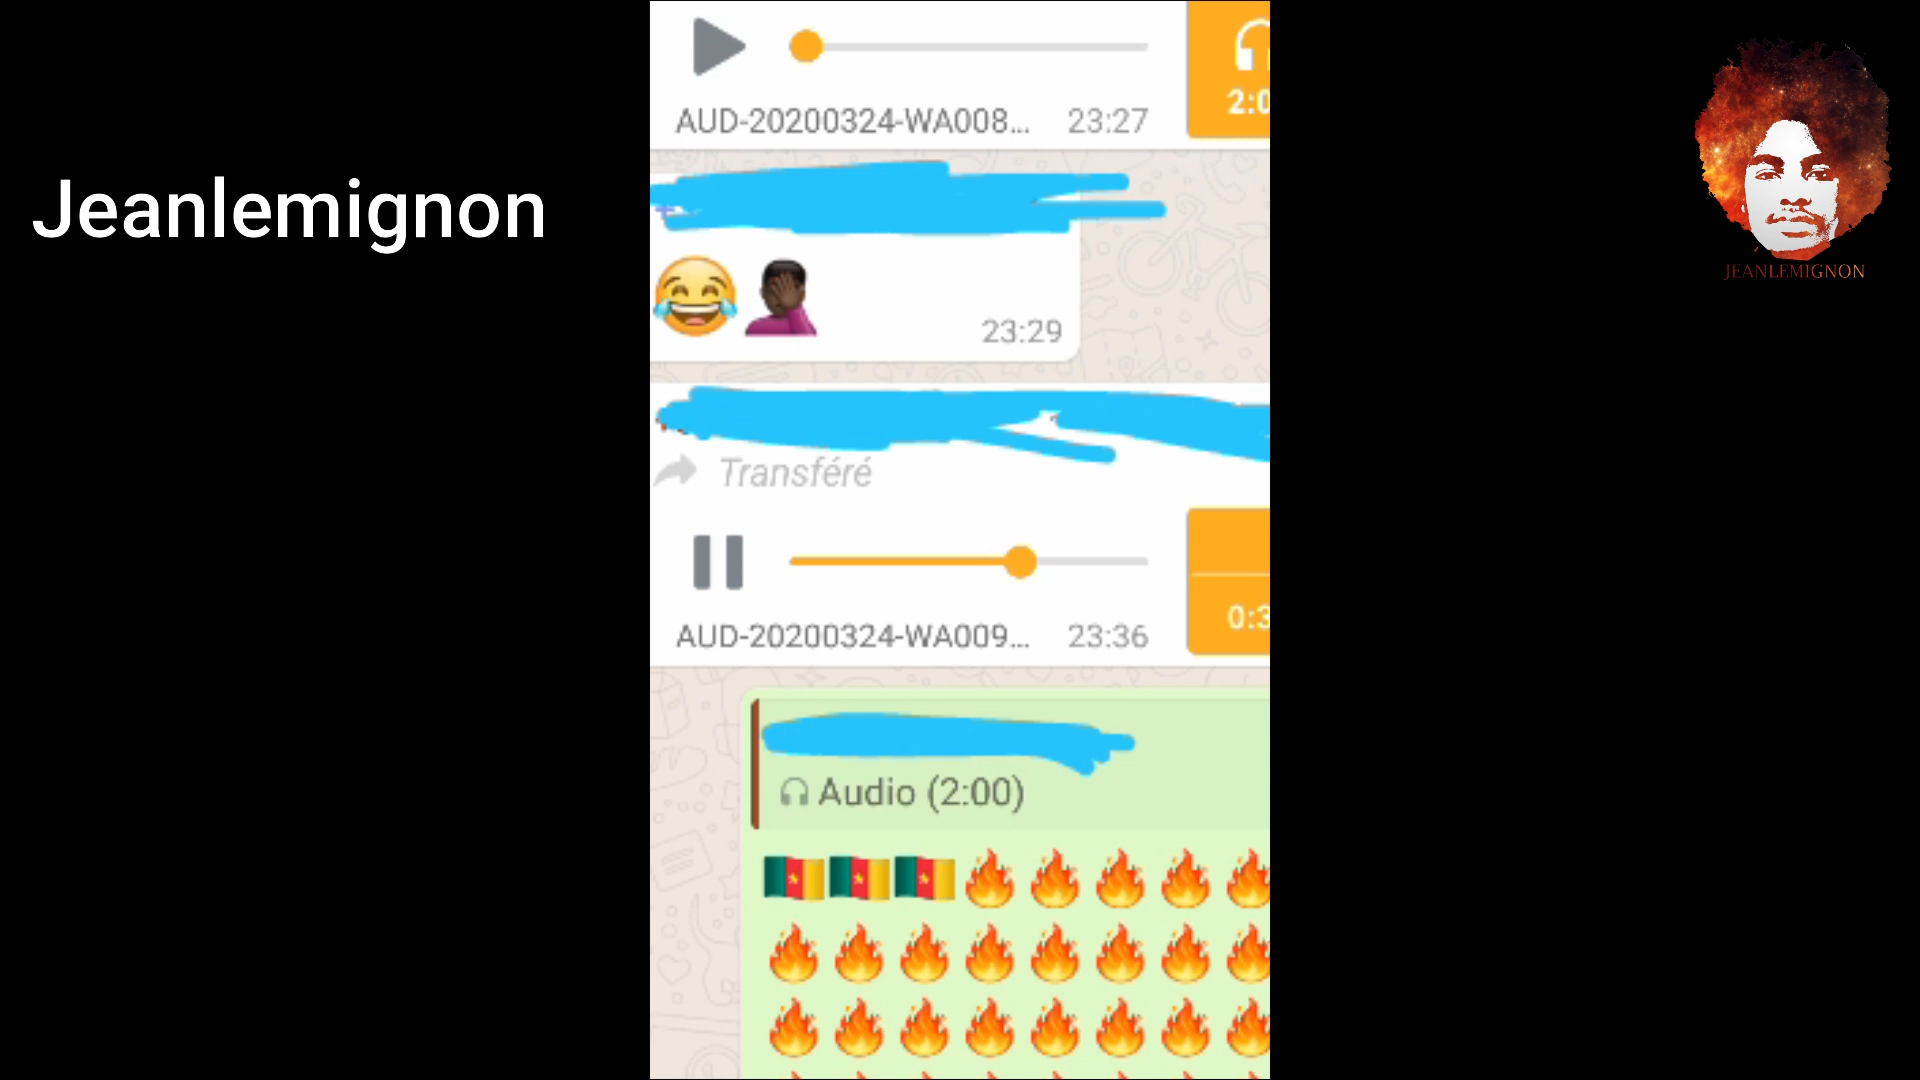 Jeanlemignon
JEANLEMIGNON
AUD-20200324-WA008... 23:27
23:29
Transféré
AUD-20200324-WA009... 23:36
Audio (2:00)